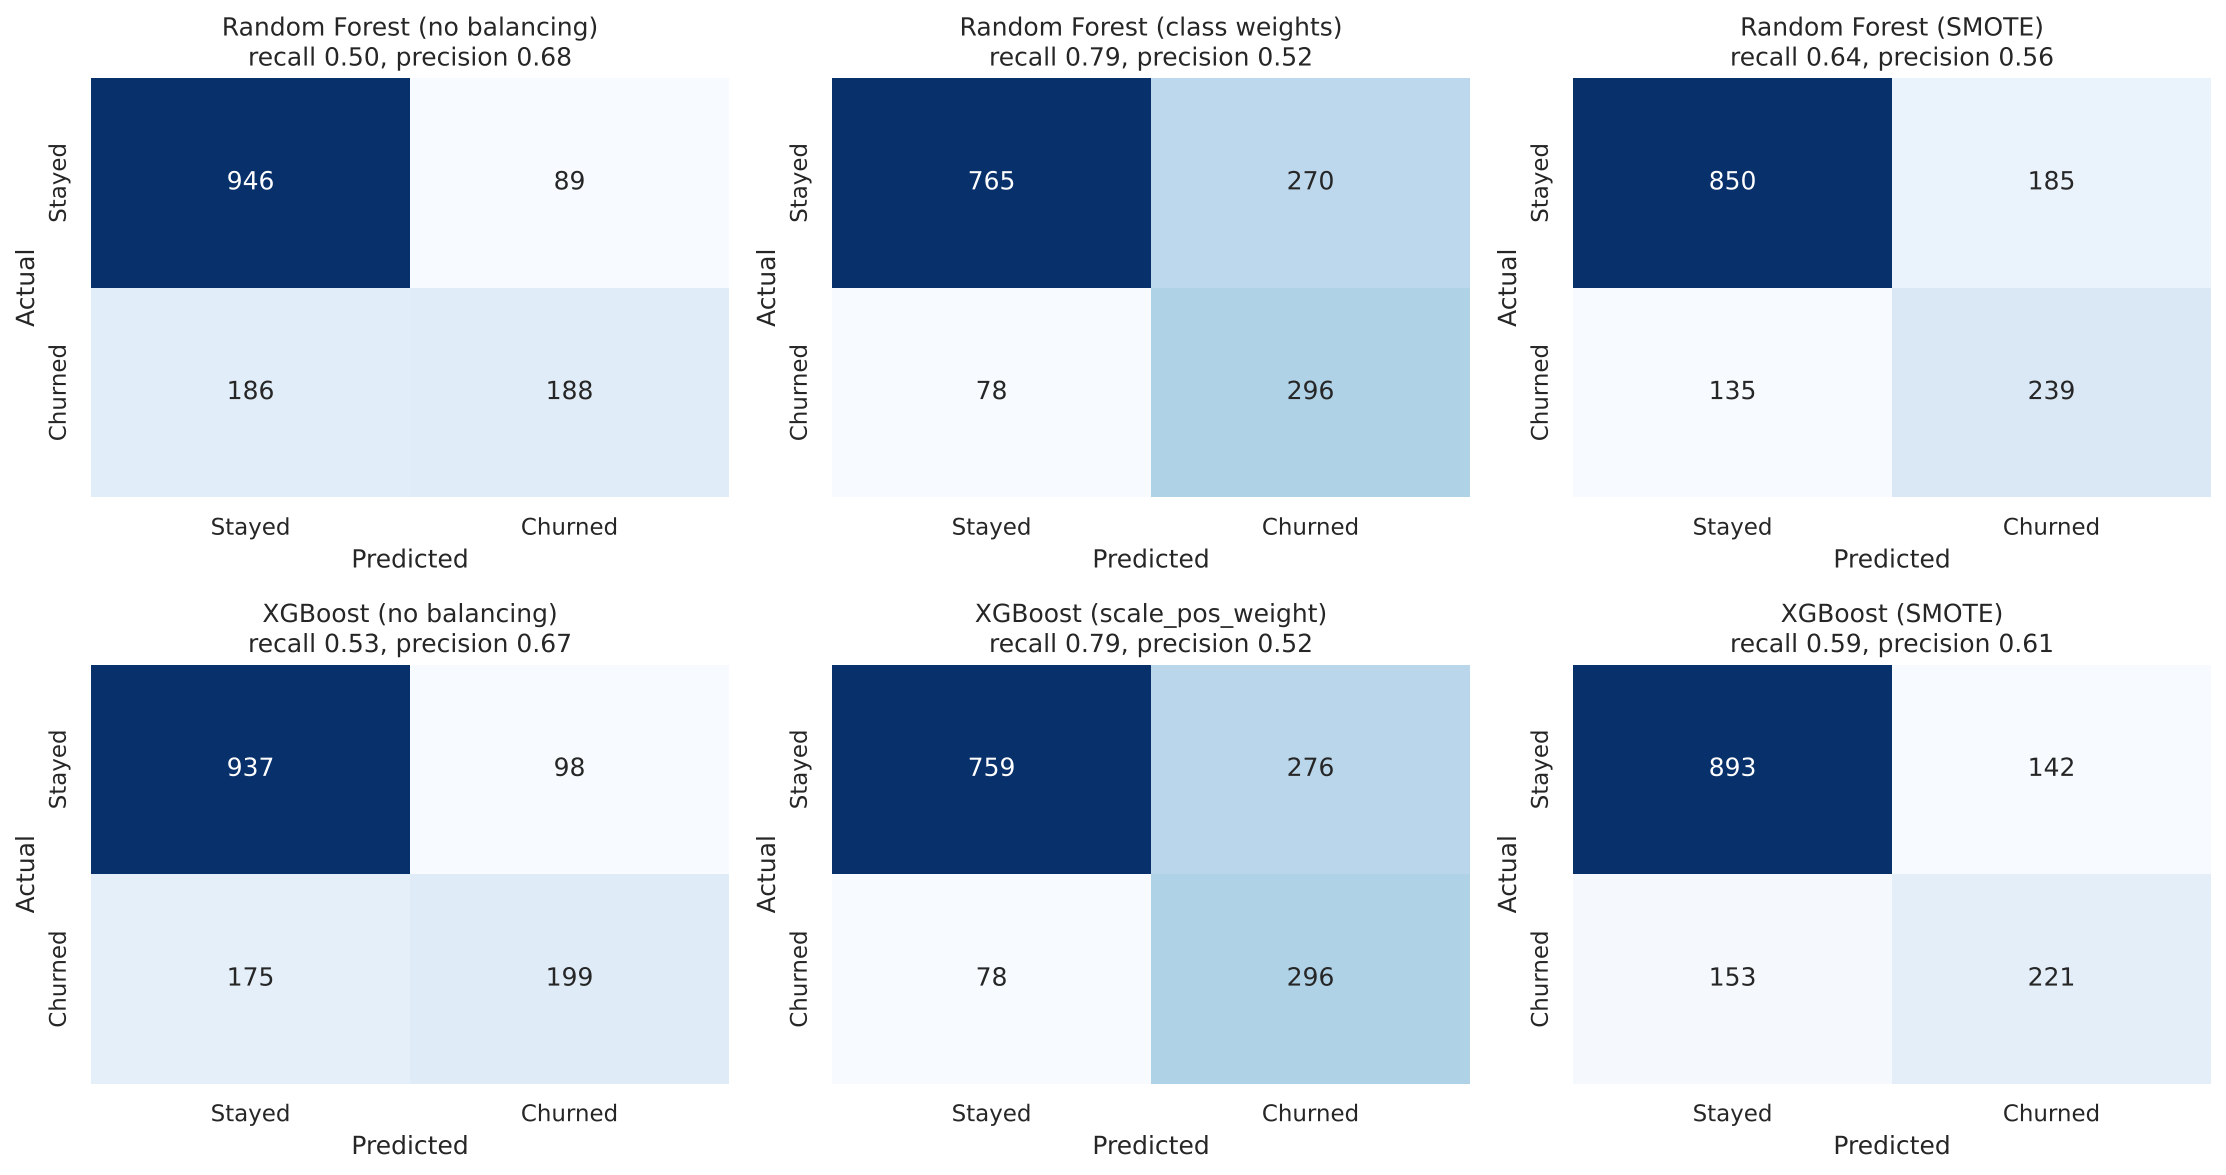 Random Forest (no balancing)
recall 0.50, precision 0.68
Actual
Stayed
Churned
946
89
186
188
Stayed
Churned
Predicted
Random Forest (class weights)
recall 0.79, precision 0.52
Actual
Stayed
Churned
765
270
78
296
Stayed
Churned
Predicted
Random Forest (SMOTE)
recall 0.64, precision 0.56
Actual
Stayed
Churned
850
185
135
239
Stayed
Churned
Predicted
XGBoost (no balancing)
recall 0.53, precision 0.67
Actual
Stayed
Churned
937
98
175
199
Stayed
Churned
Predicted
XGBoost (scale_pos_weight)
recall 0.79, precision 0.52
Actual
Stayed
Churned
759
276
78
296
Stayed
Churned
Predicted
XGBoost (SMOTE)
recall 0.59, precision 0.61
Actual
Stayed
Churned
893
142
153
221
Stayed
Churned
Predicted